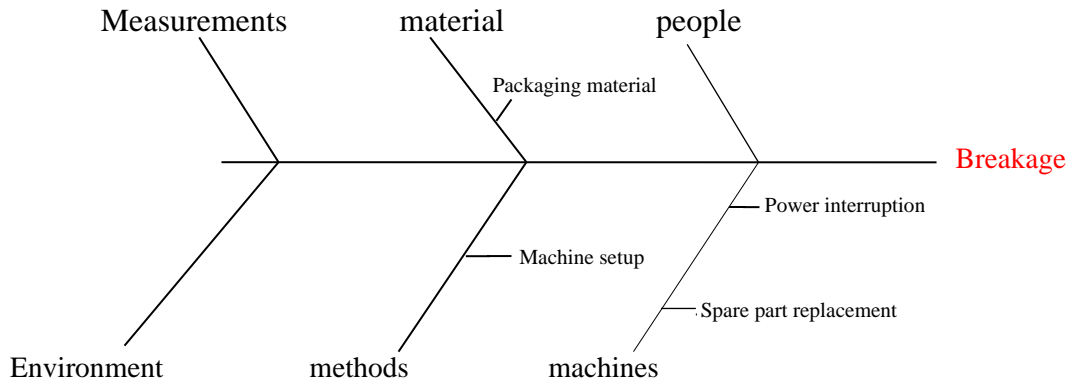 Measurements
material
people
Packaging material
Breakage
Power interruption
Machine setup
Spare part replacement
Environment
methods
machines